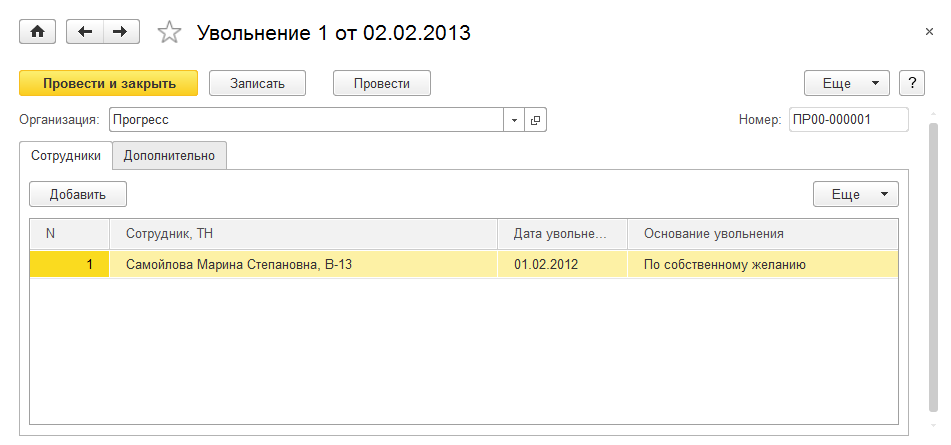 Увольнение 1 от 02.02.2013
×
Провести и закрыть Записать Провести Еще ?
Организация: Прогресс Номер: ПР00-000001
Сотрудники Дополнительно
Добавить Еще
N Сотрудник, ТН Дата увольне... Основание увольнения
1 Самойлова Марина Степановна, В-13 01.02.2012 По собственному желанию